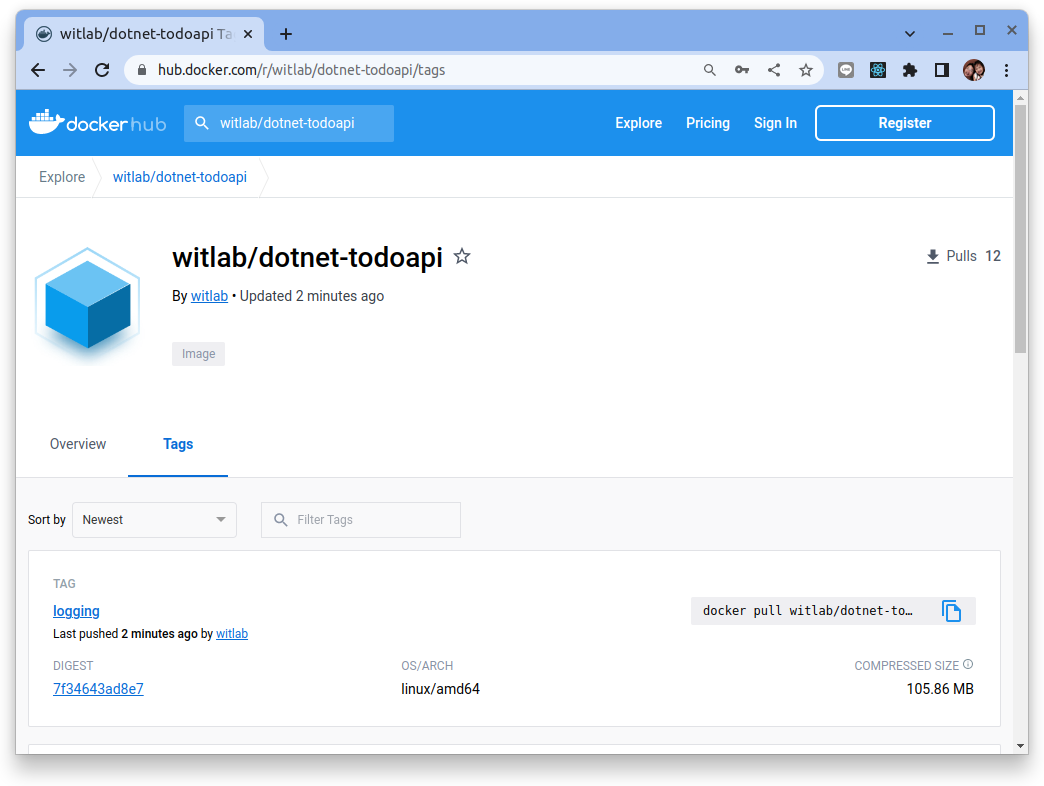 witlab/dotnet-todoapi Ta
hub.docker.com/r/witlab/dotnet-todoapi/tags
docker hub
witlab/dotnet-todoapi
Explore
Pricing
Sign In
Register
Explore
witlab/dotnet-todoapi
witlab/dotnet-todoapi
Pulls 12
By witlab • Updated 2 minutes ago
Image
Overview
Tags
Sort by
Newest
Filter Tags
TAG
logging
docker pull witlab/dotnet-to…
Last pushed 2 minutes ago by witlab
DIGEST
OS/ARCH
COMPRESSED SIZE
7f34643ad8e7
linux/amd64
105.86 MB